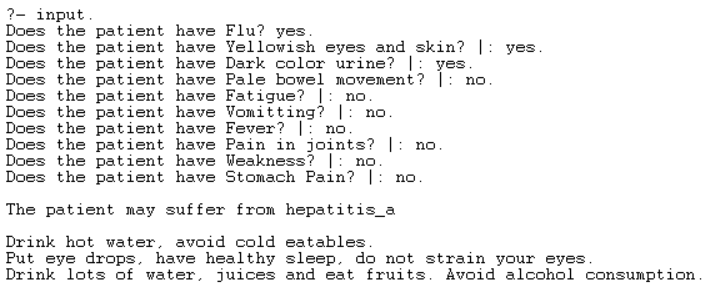 ?- input.
Does the patient have Flu? yes.
Does the patient have Yellowish eyes and skin? |: yes.
Does the patient have Dark color urine? |: yes.
Does the patient have Pale bowel movement? |: no.
Does the patient have Fatigue? |: no.
Does the patient have Vomitting? |: no.
Does the patient have Fever? |: no.
Does the patient have Pain in joints? |: no.
Does the patient have Weakness? |: no.
Does the patient have Stomach Pain? |: no.
The patient may suffer from hepatitis_a
Drink hot water, avoid cold eatables.
Put eye drops, have healthy sleep, do not strain your eyes.
Drink lots of water, juices and eat fruits. Avoid alcohol consumption.